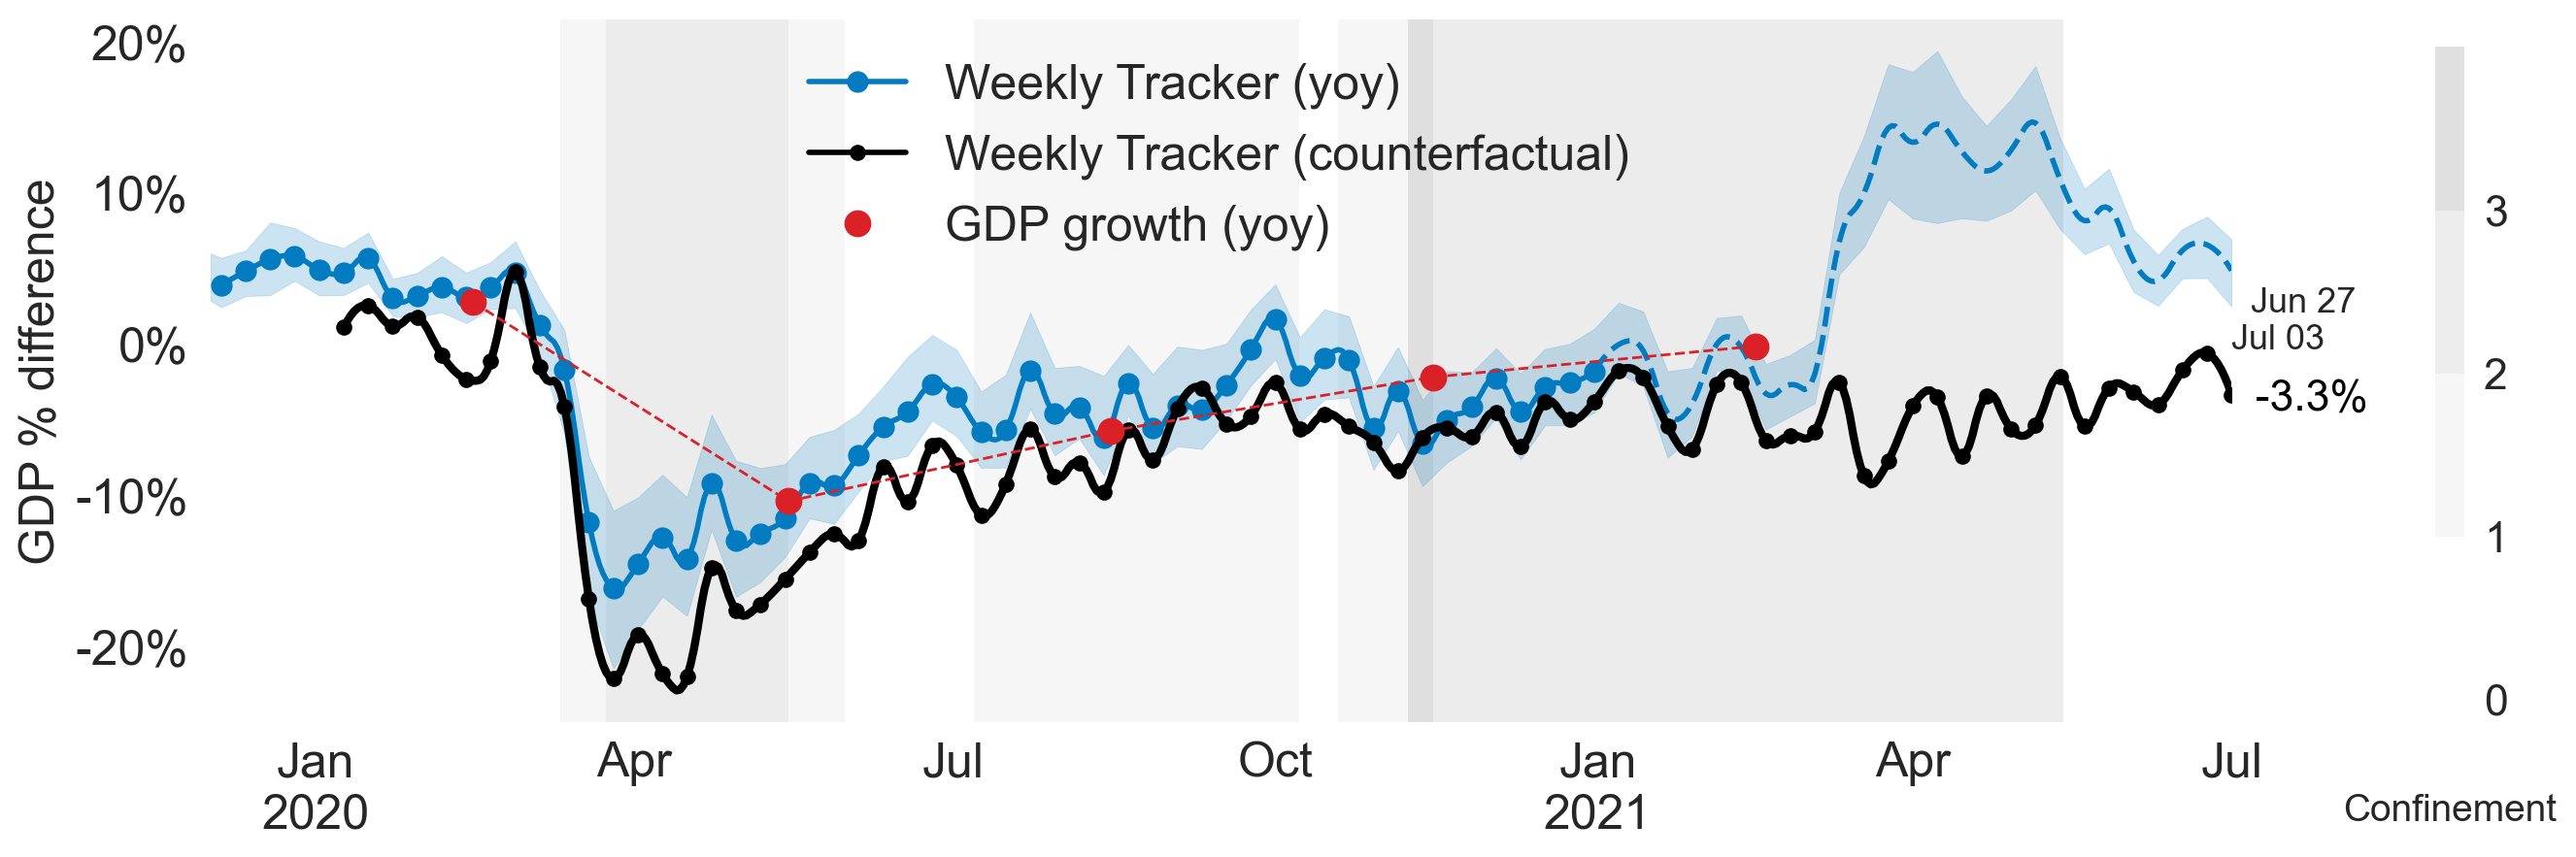 20%
10%
0%
-10%
-20%
GDP % difference
Weekly Tracker (yoy)
Weekly Tracker (counterfactual)
GDP growth (yoy)
Jun 27
Jul 03
-3.3%
3
2
1
0
Jan Apr Jul Oct Jan Apr Jul
2020 2021
Confinement